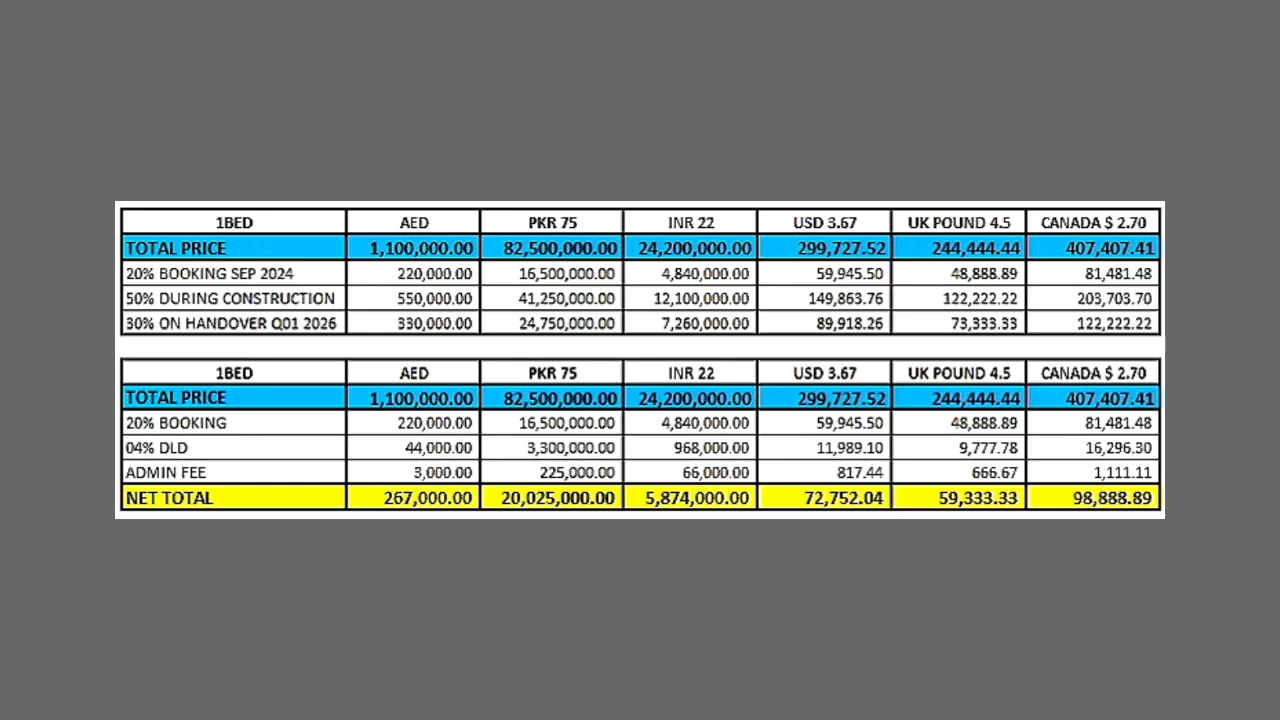 1BED AED PKR 75 INR 22 USD 3.67 UK POUND 4.5 CANADA $ 2.70
TOTAL PRICE 1,100,000.00 82,500,000.00 24,200,000.00 299,727.52 244,444.44 407,407.41
20% BOOKING SEP 2024 220,000.00 16,500,000.00 4,840,000.00 59,945.50 48,888.89 81,481.48
50% DURING CONSTRUCTION 550,000.00 41,250,000.00 12,100,000.00 149,863.76 122,222.22 203,703.70
30% ON HANDOVER Q01 2026 330,000.00 24,750,000.00 7,260,000.00 89,918.26 73,333.33 122,222.22
1BED AED PKR 75 INR 22 USD 3.67 UK POUND 4.5 CANADA $ 2.70
TOTAL PRICE 1,100,000.00 82,500,000.00 24,200,000.00 299,727.52 244,444.44 407,407.41
20% BOOKING 220,000.00 16,500,000.00 4,840,000.00 59,945.50 48,888.89 81,481.48
04% DLD 44,000.00 3,300,000.00 968,000.00 11,989.10 9,777.78 16,296.30
ADMIN FEE 3,000.00 225,000.00 66,000.00 817.44 666.67 1,111.11
NET TOTAL 267,000.00 20,025,000.00 5,874,000.00 72,752.04 59,333.33 98,888.89